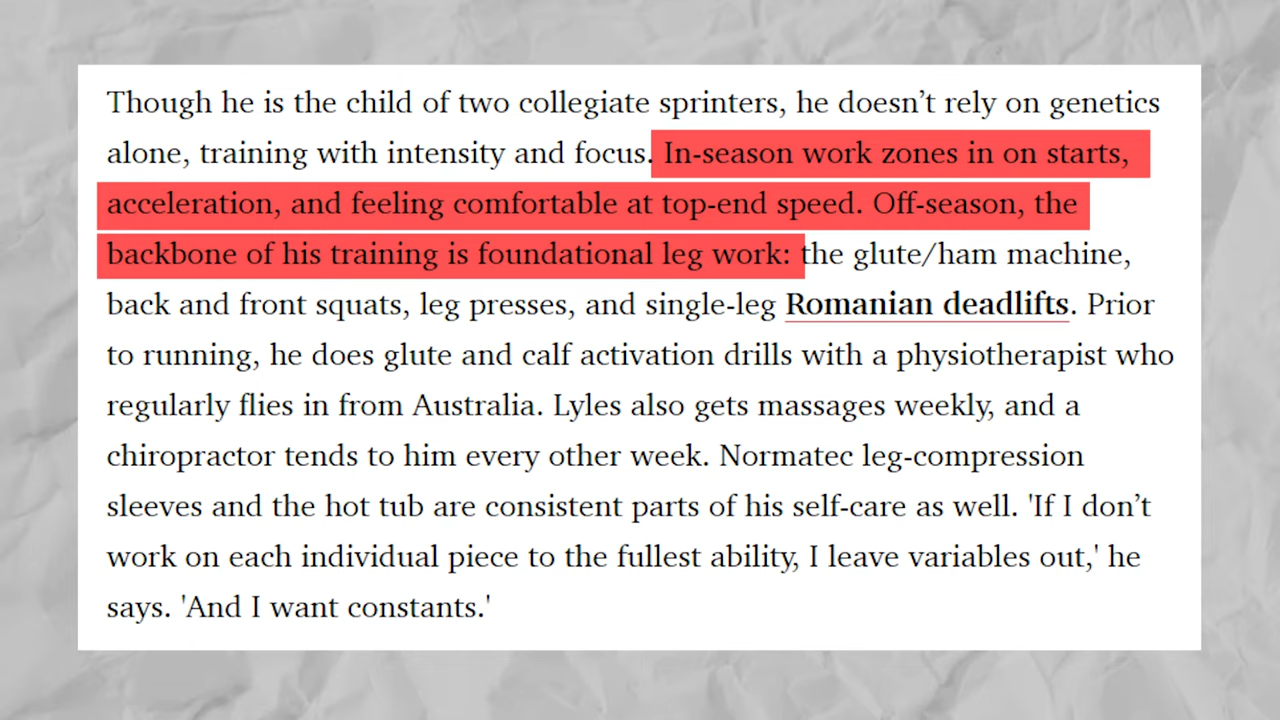 Though he is the child of two collegiate sprinters, he doesn’t rely on genetics
alone, training with intensity and focus. In-season work zones in on starts,
acceleration, and feeling comfortable at top-end speed. Off-season, the
backbone of his training is foundational leg work: the glute/ham machine,
back and front squats, leg presses, and single-leg Romanian deadlifts. Prior
to running, he does glute and calf activation drills with a physiotherapist who
regularly flies in from Australia. Lyles also gets massages weekly, and a
chiropractor tends to him every other week. Normatec leg-compression
sleeves and the hot tub are consistent parts of his self-care as well. 'If I don’t
work on each individual piece to the fullest ability, I leave variables out,' he
says. 'And I want constants.'